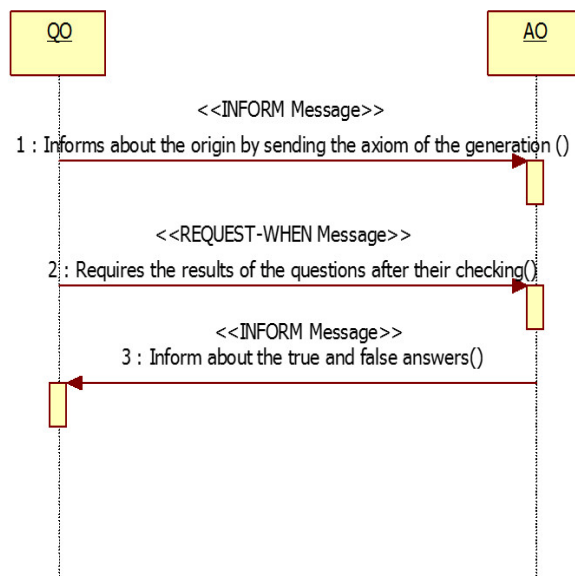 QO
AO
<<INFORM Message>>
1 : Informs about the origin by sending the axiom of the generation ()
<<REQUEST-WHEN Message>>
2 : Requires the results of the questions after their checking()
<<INFORM Message>>
3 : Inform about the true and false answers()